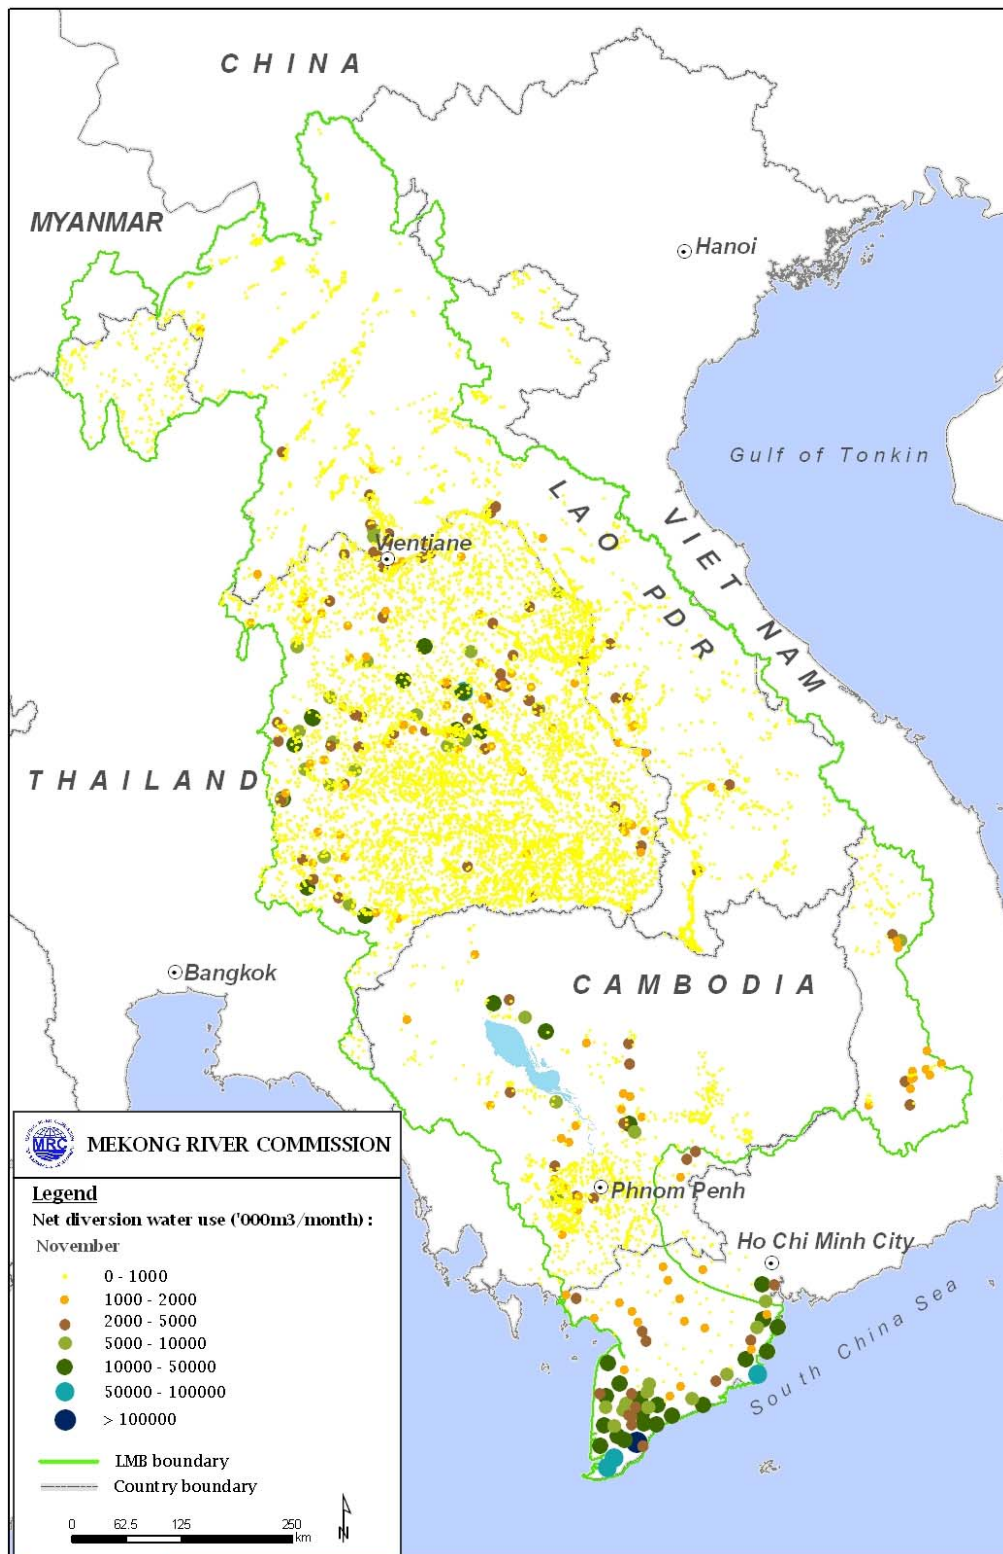 CHINA
MYANMAR
Hanoi
Gulf of Tonkin
LAO PDR
VIET NAM
Vientiane
THAILAND
Bangkok
CAMBODIA
Phnom Penh
Ho Chi Minh City
South China Sea
MRC
MEKONG RIVER COMMISSION
Legend
Net diversion water use ('000m3/month) :
November
0 - 1000
1000 - 2000
2000 - 5000
5000 - 10000
10000 - 50000
50000 - 100000
> 100000
LMB boundary
Country boundary
0 62.5 125 250
km
N